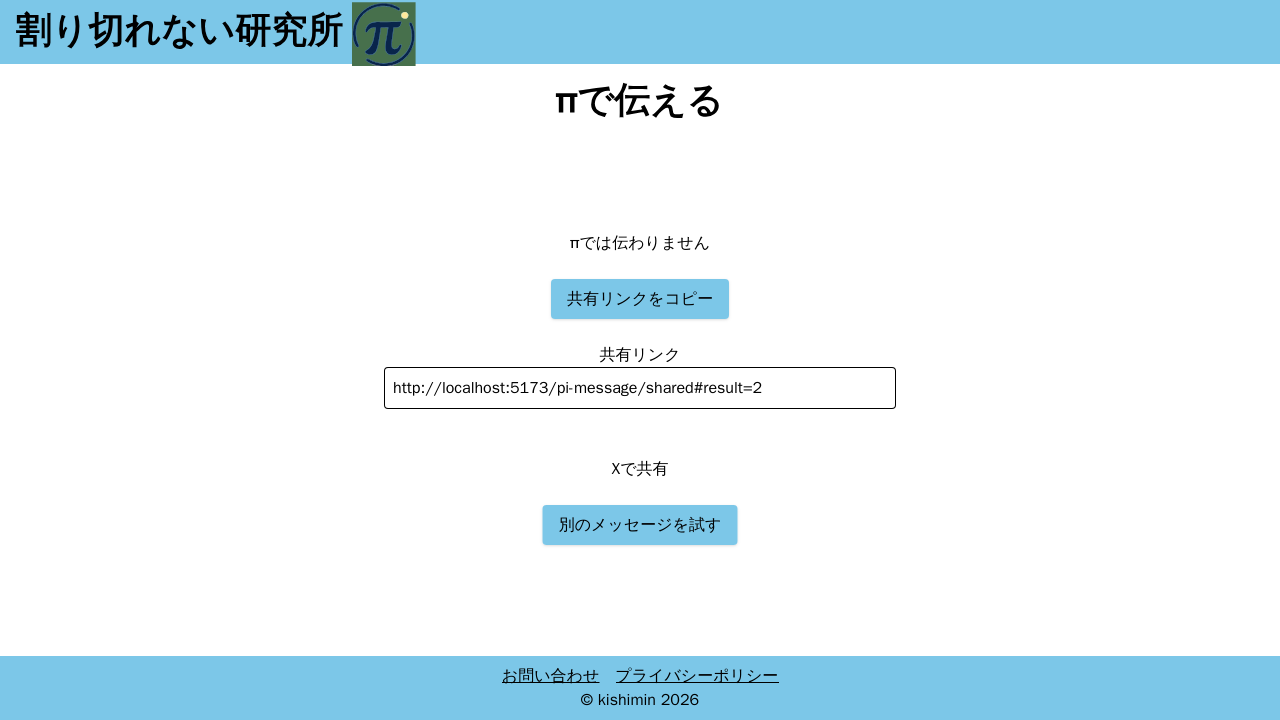 割り切れない研究所 π
πで伝える
πでは伝わりません
共有リンクをコピー
共有リンク
http://localhost:5173/pi-message/shared#result=2
Xで共有
別のメッセージを試す
お問い合わせ プライバシーポリシー
© kishimin 2026